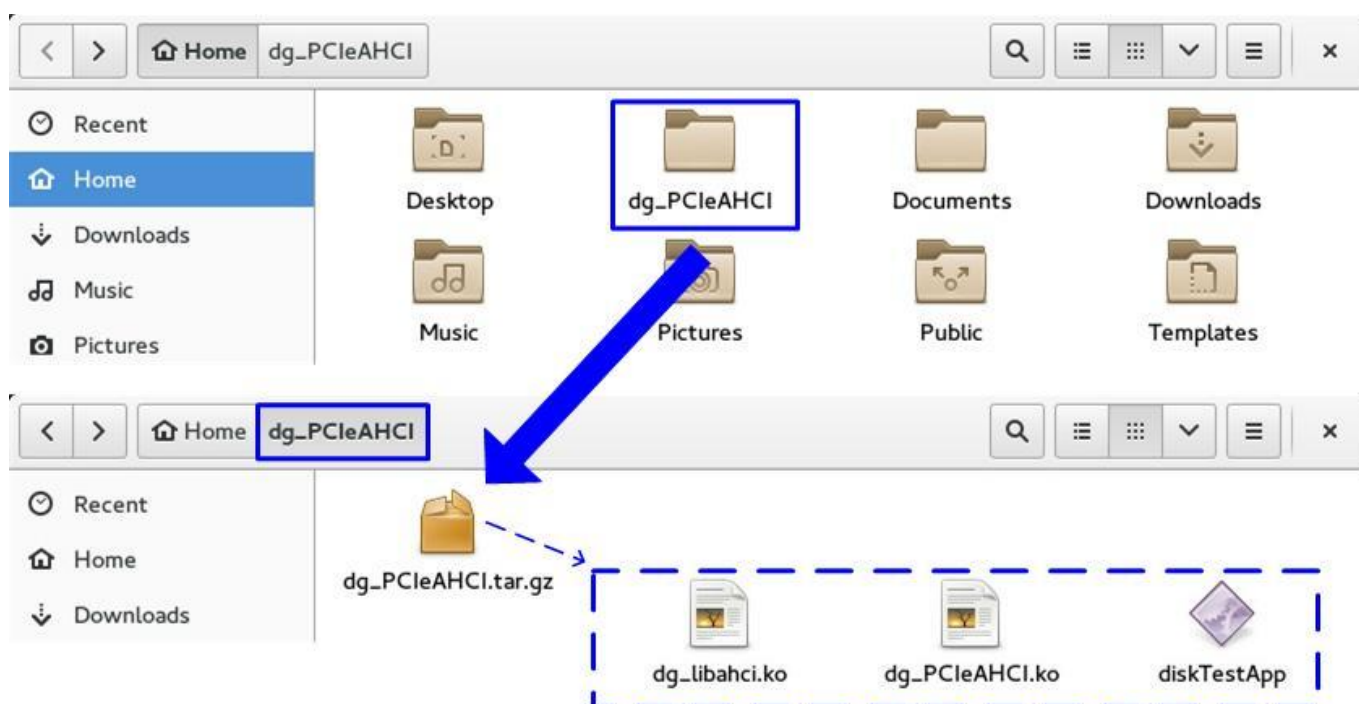 Home dg_PCIeAHCI
Recent
Home
Downloads
Music
Pictures
Desktop dg_PCIeAHCI Documents Downloads
Music Pictures Public Templates
Home dg_PCIeAHCI
Recent
Home
Downloads
dg_PCIeAHCI.tar.gz
dg_libahci.ko dg_PCIeAHCI.ko diskTestApp